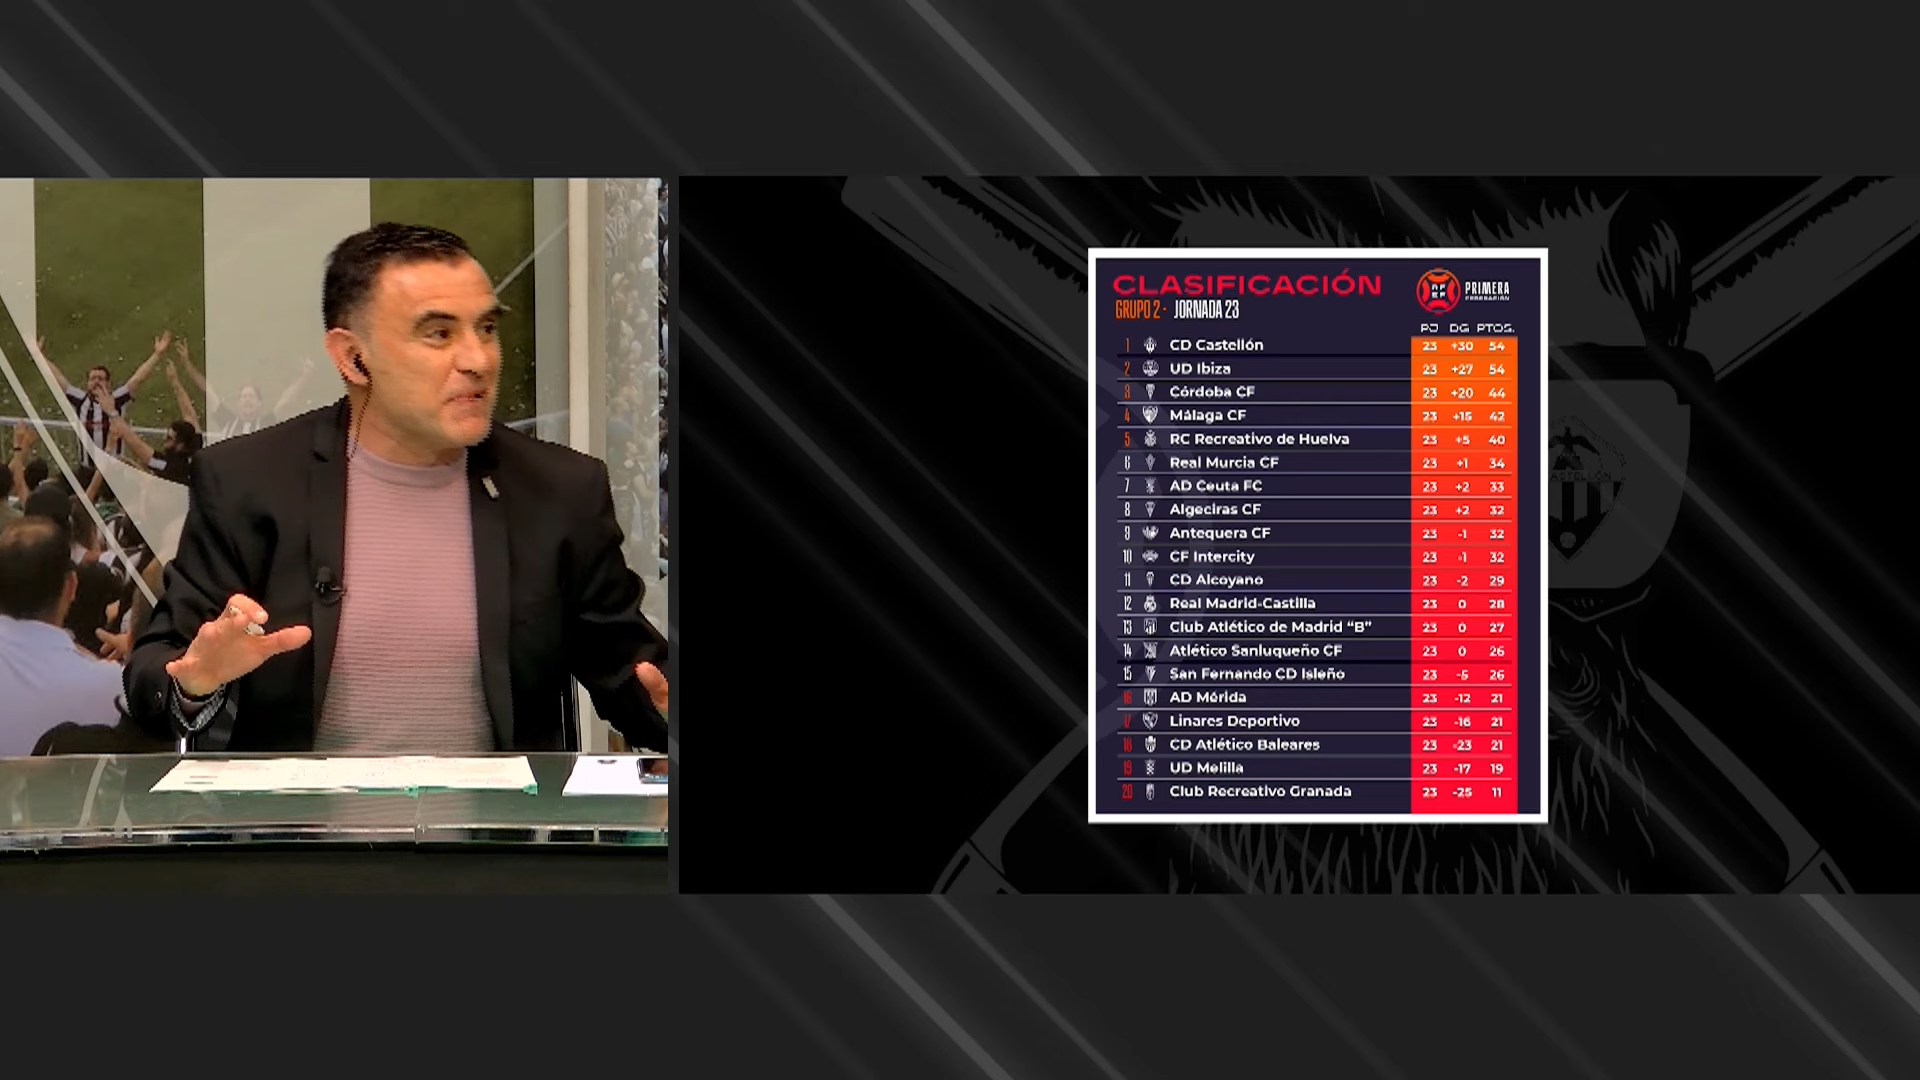 CLASIFICACIÓN
GRUPO 2 · JORNADA 23
RFEF
PRIMERA
FEDERACIÓN
PJ DG PTOS.
1 CD Castellón 23 +30 54
2 UD Ibiza 23 +27 54
3 Córdoba CF 23 +20 44
4 Málaga CF 23 +15 42
5 RC Recreativo de Huelva 23 +5 40
6 Real Murcia CF 23 +1 34
7 AD Ceuta FC 23 +2 33
8 Algeciras CF 23 +2 32
9 Antequera CF 23 -1 32
10 CF Intercity 23 -1 32
11 CD Alcoyano 23 -2 29
12 Real Madrid-Castilla 23 0 28
13 Club Atlético de Madrid “B” 23 0 27
14 Atlético Sanluqueño CF 23 0 26
15 San Fernando CD Isleño 23 -5 26
16 AD Mérida 23 -12 21
17 Linares Deportivo 23 -16 21
18 CD Atlético Baleares 23 -23 21
19 UD Melilla 23 -17 19
20 Club Recreativo Granada 23 -25 11
CASTELLÓN